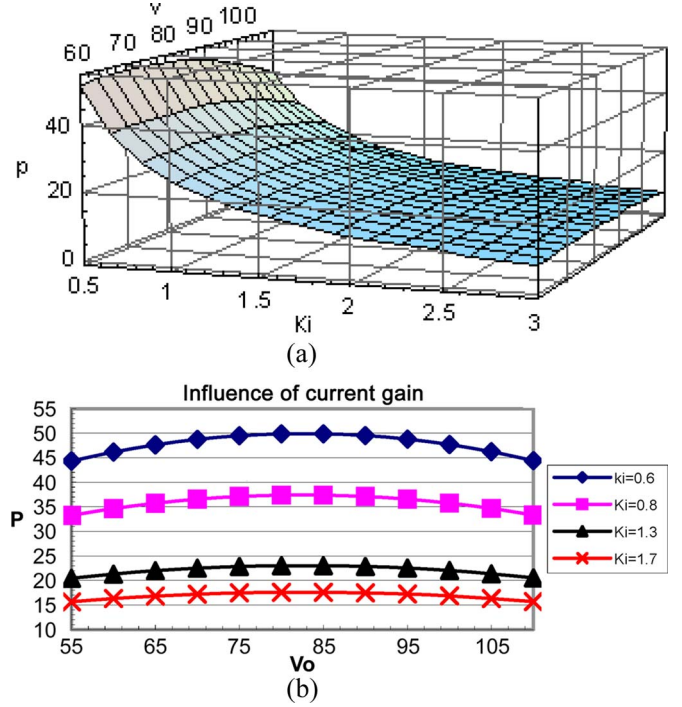 v
60 70 80 90 100
40
p
20
0
0.5 1 1.5 2 2.5 3
Ki
(a)
Influence of current gain
55
50
45
40
35
P
30
25
20
15
10
55 65 75 85 95 105
Vo
ki=0.6
Ki=0.8
Ki=1.3
Ki=1.7
(b)